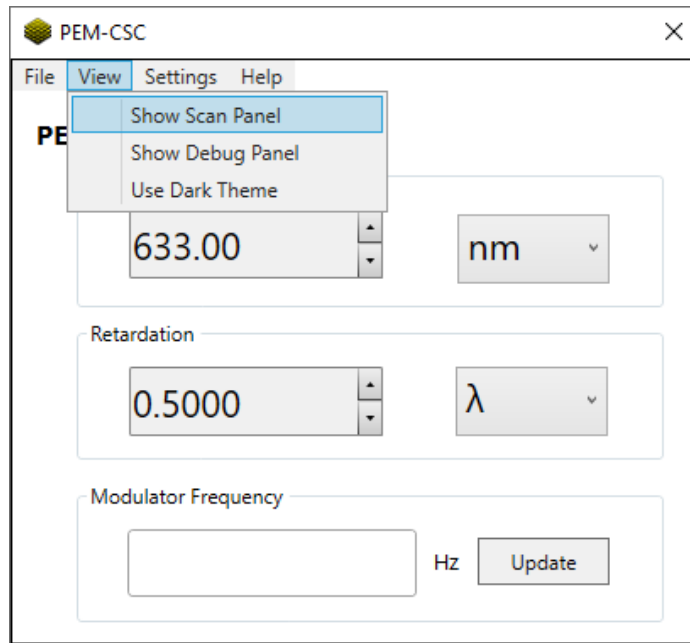 PEM-CSC
File View Settings Help
Show Scan Panel
PE
Show Debug Panel
Use Dark Theme
633.00 nm
Retardation
0.5000 λ
Modulator Frequency
Hz Update